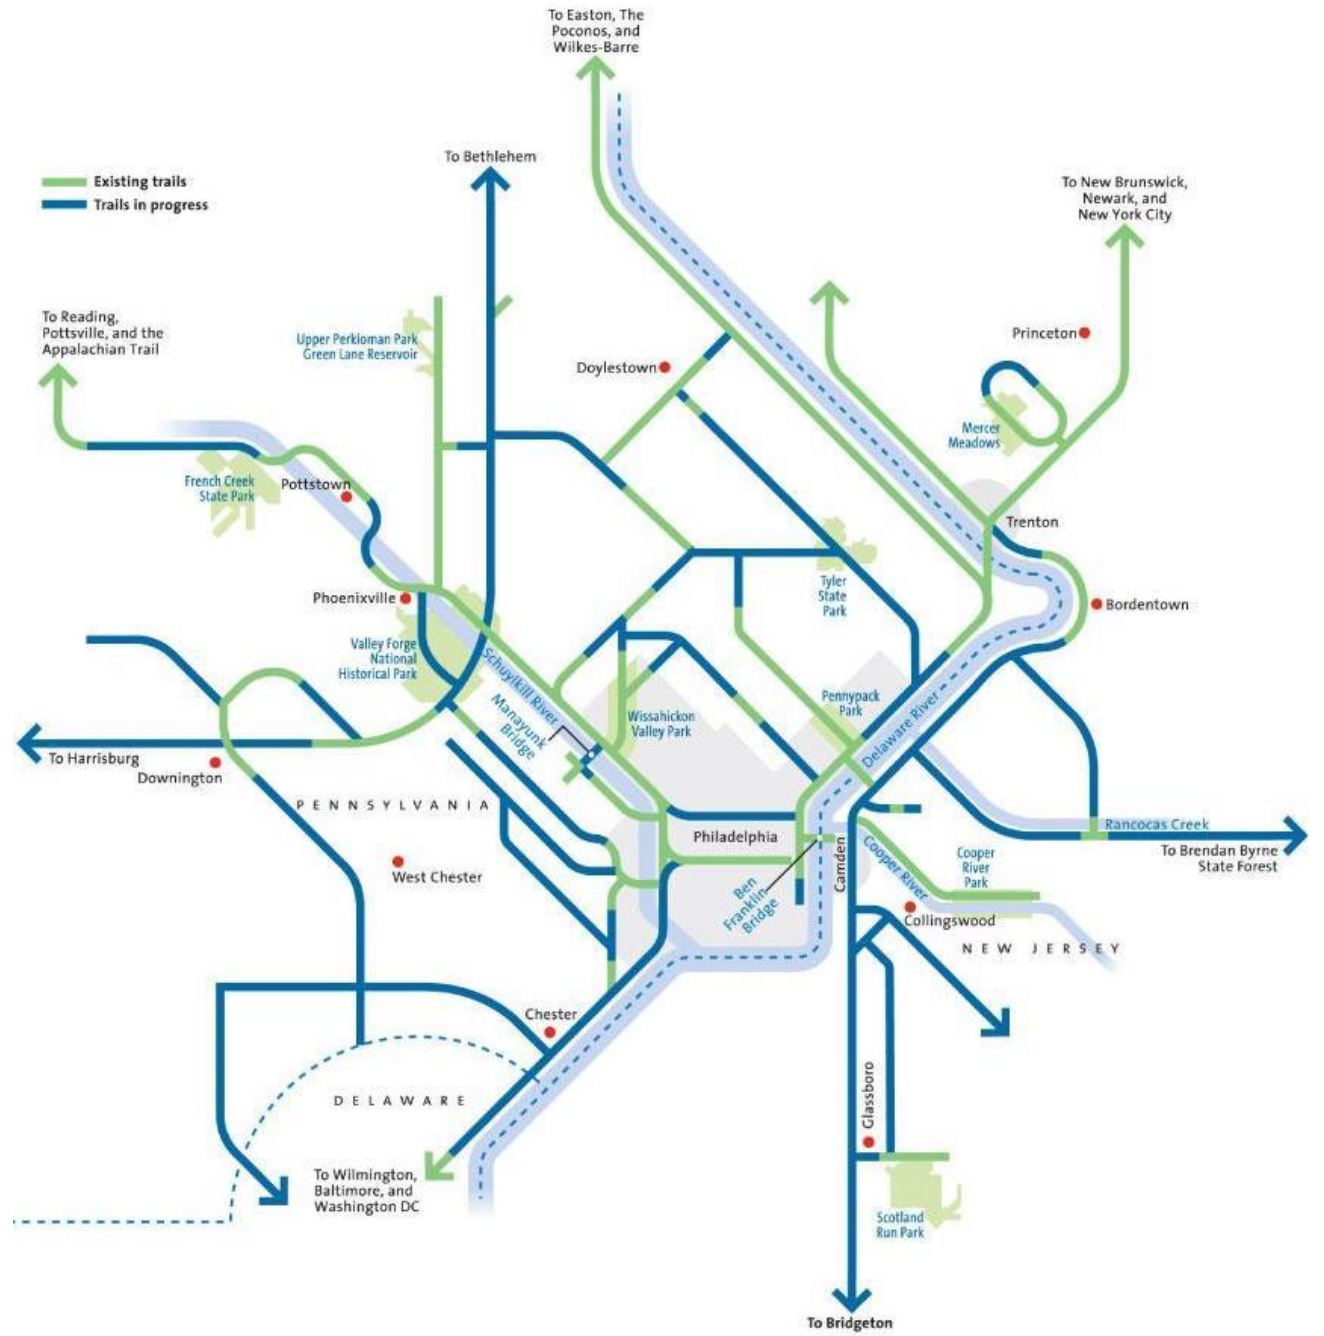 To Easton, The
Poconos, and
Wilkes-Barre
To Bethlehem
Existing trails
Trails in progress
To New Brunswick,
Newark, and
New York City
To Reading,
Pottsville, and the
Appalachian Trail
Upper Perkioman Park
Green Lane Reservoir
Princeton
Doylestown
Mercer
Meadows
French Creek
State Park
Pottstown
Trenton
Tyler
State
Park
Phoenixville
Bordentown
Valley Forge
National
Historical Park
Schuylkill River
Manayunk
Bridge
Wissahickon
Valley Park
Pennypack
Park
Delaware River
To Harrisburg
Downington
PENNSYLVANIA
Philadelphia
Camden
Rancocas Creek
To Brendan Byrne
State Forest
West Chester
Ben
Franklin
Bridge
Cooper River
Cooper
River
Park
Collingswood
NEW JERSEY
Chester
DELAWARE
Glassboro
To Wilmington,
Baltimore, and
Washington DC
Scotland
Run Park
To Bridgeton